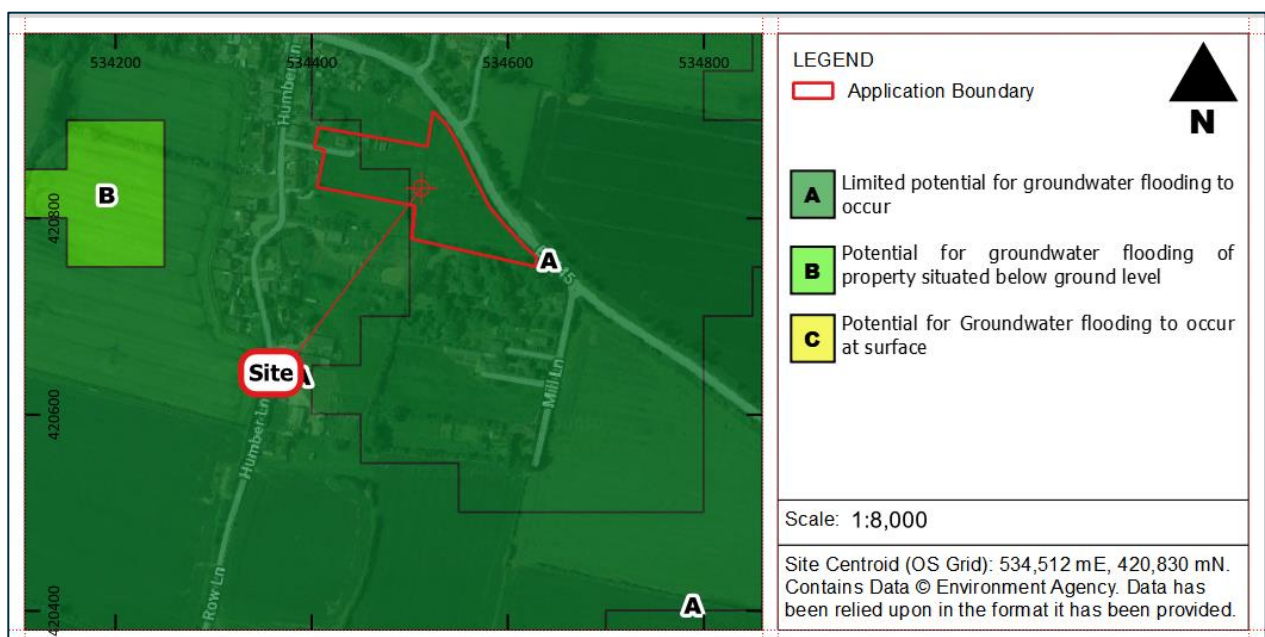 534200
534400
534600
534800
Humber Ln
B
420800
A
Site
Mill Ln
420600
Humber Ln
Row Ln
A
420400
LEGEND
Application Boundary
N
A
Limited potential for groundwater flooding to
occur
B
Potential for groundwater flooding of
property situated below ground level
C
Potential for Groundwater flooding to occur
at surface
Scale: 1:8,000
Site Centroid (OS Grid): 534,512 mE, 420,830 mN.
Contains Data © Environment Agency. Data has
been relied upon in the format it has been provided.